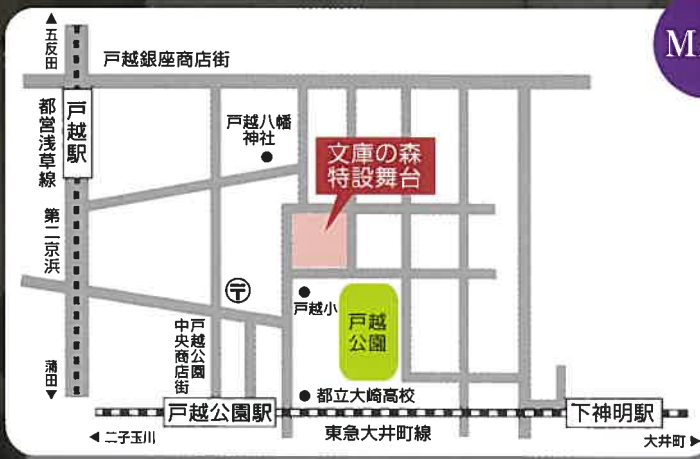 ▲五反田
戸越銀座商店街
M
都営浅草線
戸越駅
戸越八幡
神社
文庫の森
特設舞台
第二京浜
〒
戸越小
戸越
公園
戸越公園
中央商店街
蒲田▼
都立大崎高校
戸越公園駅
下神明駅
◀ 二子玉川
東急大井町線
大井町 ▶